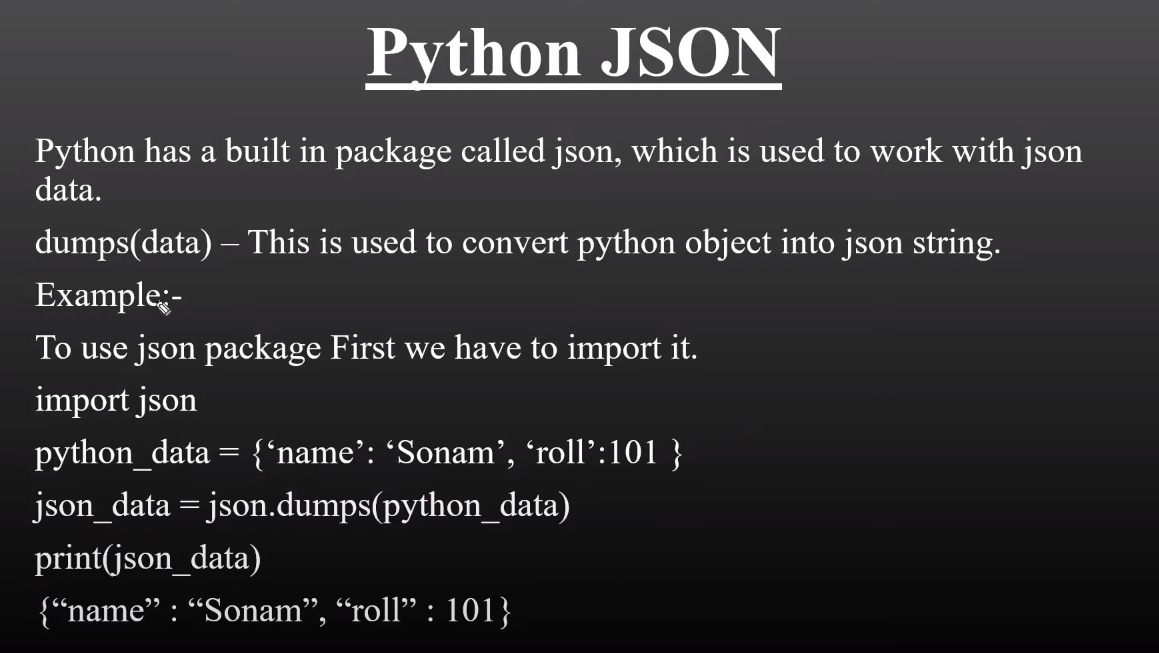 Python JSON
Python has a built in package called json, which is used to work with json
data.
dumps(data) – This is used to convert python object into json string.
Example:-
To use json package First we have to import it.
import json
python_data = {‘name’: ‘Sonam’, ‘roll’:101 }
json_data = json.dumps(python_data)
print(json_data)
{“name” : “Sonam”, “roll” : 101}